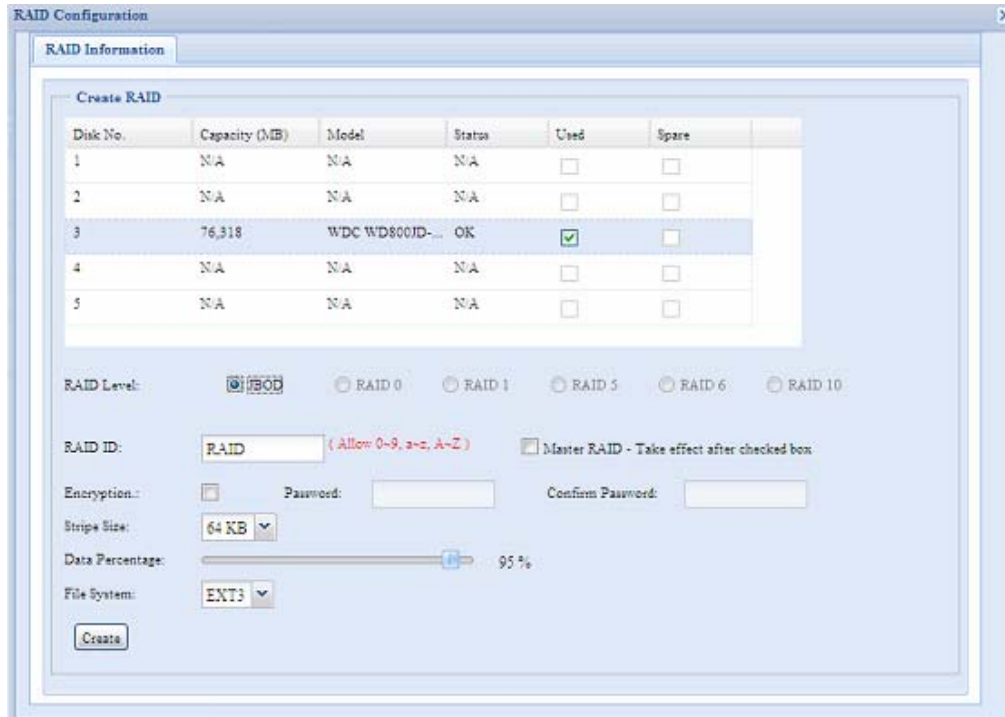 RAID Configuration
RAID Information
Create RAID
Disk No. Capacity (MB) Model Status Used Spare
1 N/A N/A N/A
2 N/A N/A N/A
3 76,318 WDC WD800JD-... OK
4 N/A N/A N/A
5 N/A N/A N/A
RAID Level: JBOD RAID 0 RAID 1 RAID 5 RAID 6 RAID 10
RAID ID: RAID ( Allow 0~9, a~z, A~Z ) Master RAID - Take effect after checked box
Encryption.: Password: Confirm Password:
Stripe Size: 64 KB
Data Percentage: 95 %
File System: EXT3
Create